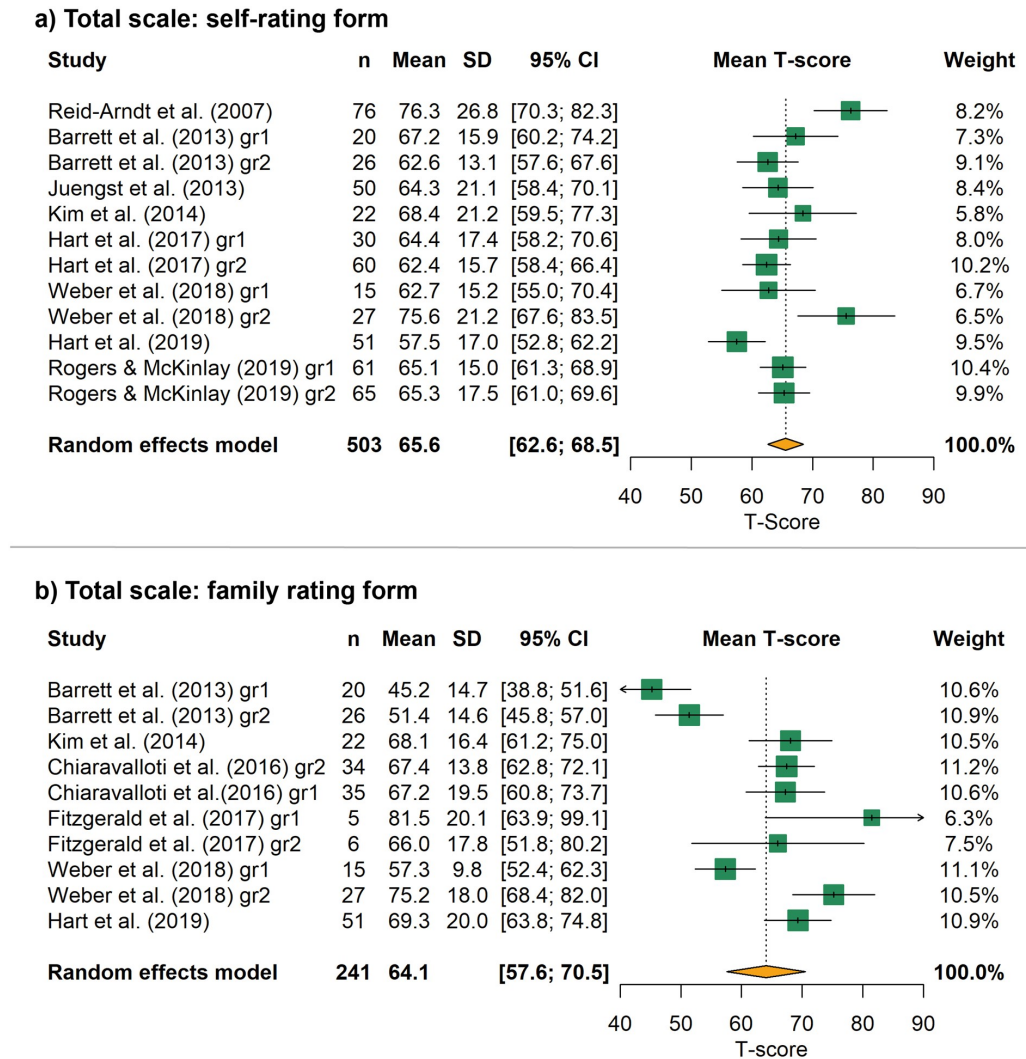 a) Total scale: self-rating form
Study n Mean SD 95% CI Mean T-score Weight
Reid-Arndt et al. (2007) 76 76.3 26.8 [70.3; 82.3] 8.2%
Barrett et al. (2013) gr1 20 67.2 15.9 [60.2; 74.2] 7.3%
Barrett et al. (2013) gr2 26 62.6 13.1 [57.6; 67.6] 9.1%
Juengst et al. (2013) 50 64.3 21.1 [58.4; 70.1] 8.4%
Kim et al. (2014) 22 68.4 21.2 [59.5; 77.3] 5.8%
Hart et al. (2017) gr1 30 64.4 17.4 [58.2; 70.6] 8.0%
Hart et al. (2017) gr2 60 62.4 15.7 [58.4; 66.4] 10.2%
Weber et al. (2018) gr1 15 62.7 15.2 [55.0; 70.4] 6.7%
Weber et al. (2018) gr2 27 75.6 21.2 [67.6; 83.5] 6.5%
Hart et al. (2019) 51 57.5 17.0 [52.8; 62.2] 9.5%
Rogers & McKinlay (2019) gr1 61 65.1 15.0 [61.3; 68.9] 10.4%
Rogers & McKinlay (2019) gr2 65 65.3 17.5 [61.0; 69.6] 9.9%
Random effects model 503 65.6 [62.6; 68.5] 100.0%
40 50 60 70 80 90
T-Score
b) Total scale: family rating form
Study n Mean SD 95% CI Mean T-score Weight
Barrett et al. (2013) gr1 20 45.2 14.7 [38.8; 51.6] 10.6%
Barrett et al. (2013) gr2 26 51.4 14.6 [45.8; 57.0] 10.9%
Kim et al. (2014) 22 68.1 16.4 [61.2; 75.0] 10.5%
Chiaravalloti et al. (2016) gr2 34 67.4 13.8 [62.8; 72.1] 11.2%
Chiaravalloti et al.(2016) gr1 35 67.2 19.5 [60.8; 73.7] 10.6%
Fitzgerald et al. (2017) gr1 5 81.5 20.1 [63.9; 99.1] 6.3%
Fitzgerald et al. (2017) gr2 6 66.0 17.8 [51.8; 80.2] 7.5%
Weber et al. (2018) gr1 15 57.3 9.8 [52.4; 62.3] 11.1%
Weber et al. (2018) gr2 27 75.2 18.0 [68.4; 82.0] 10.5%
Hart et al. (2019) 51 69.3 20.0 [63.8; 74.8] 10.9%
Random effects model 241 64.1 [57.6; 70.5] 100.0%
40 50 60 70 80 90
T-score